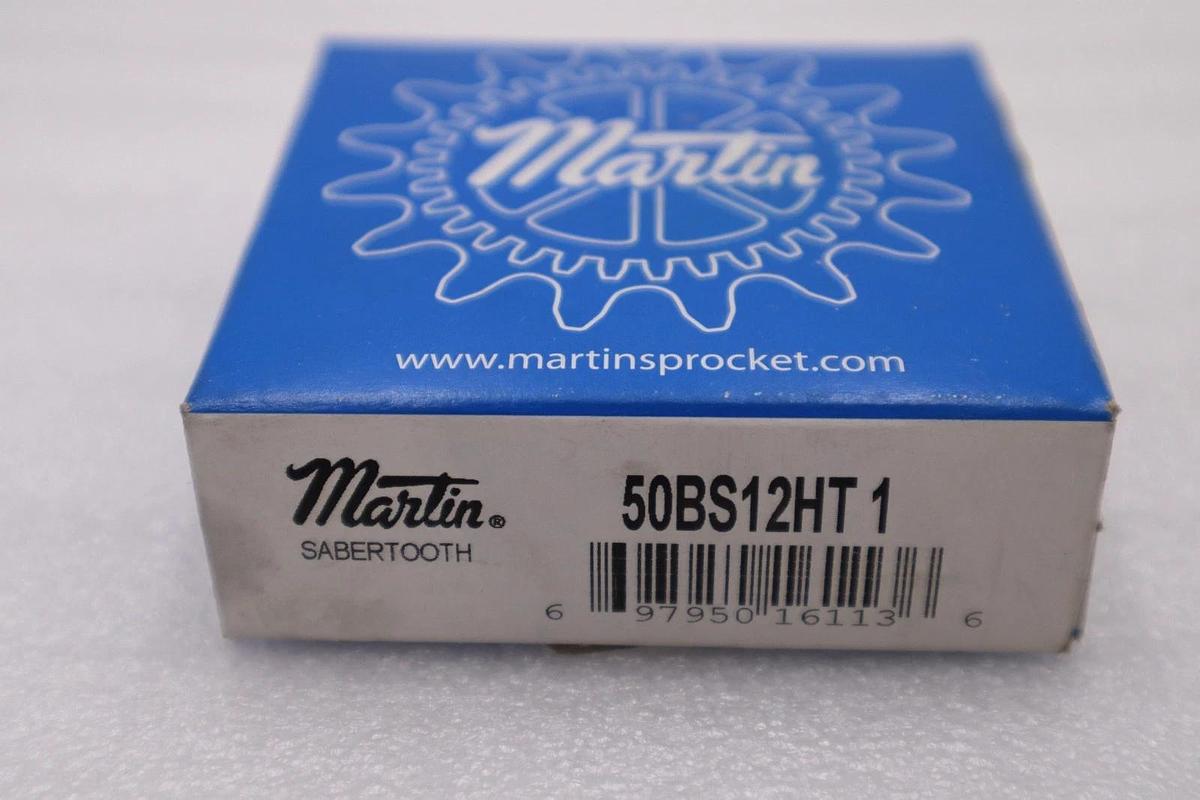 Martin
www.martinsprocket.com
Martin®
SABERTOOTH
50BS12HT 1
6 97950 16113 6